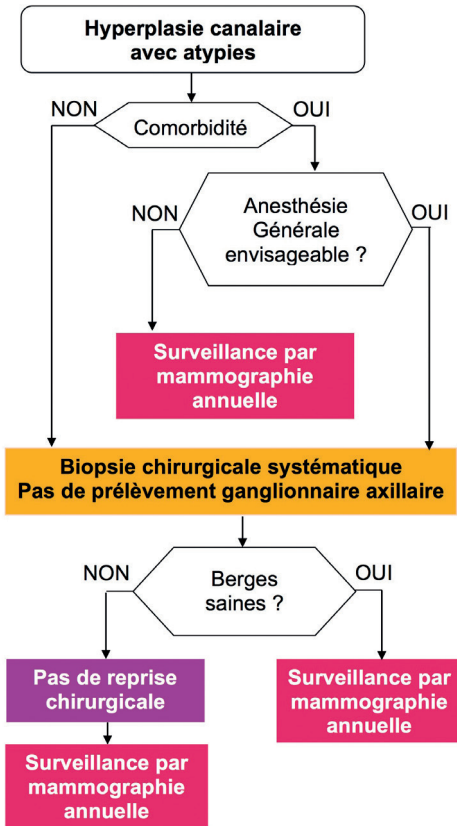 Hyperplasie canalaire
avec atypies
NON
OUI
Comorbidité
NON
OUI
Anesthésie
Générale
envisageable ?
Surveillance par
mammographie
annuelle
Biopsie chirurgicale systématique
Pas de prélèvement ganglionnaire axillaire
NON
OUI
Berges
saines ?
Pas de reprise
chirurgicale
Surveillance par
mammographie
annuelle
Surveillance par
mammographie
annuelle